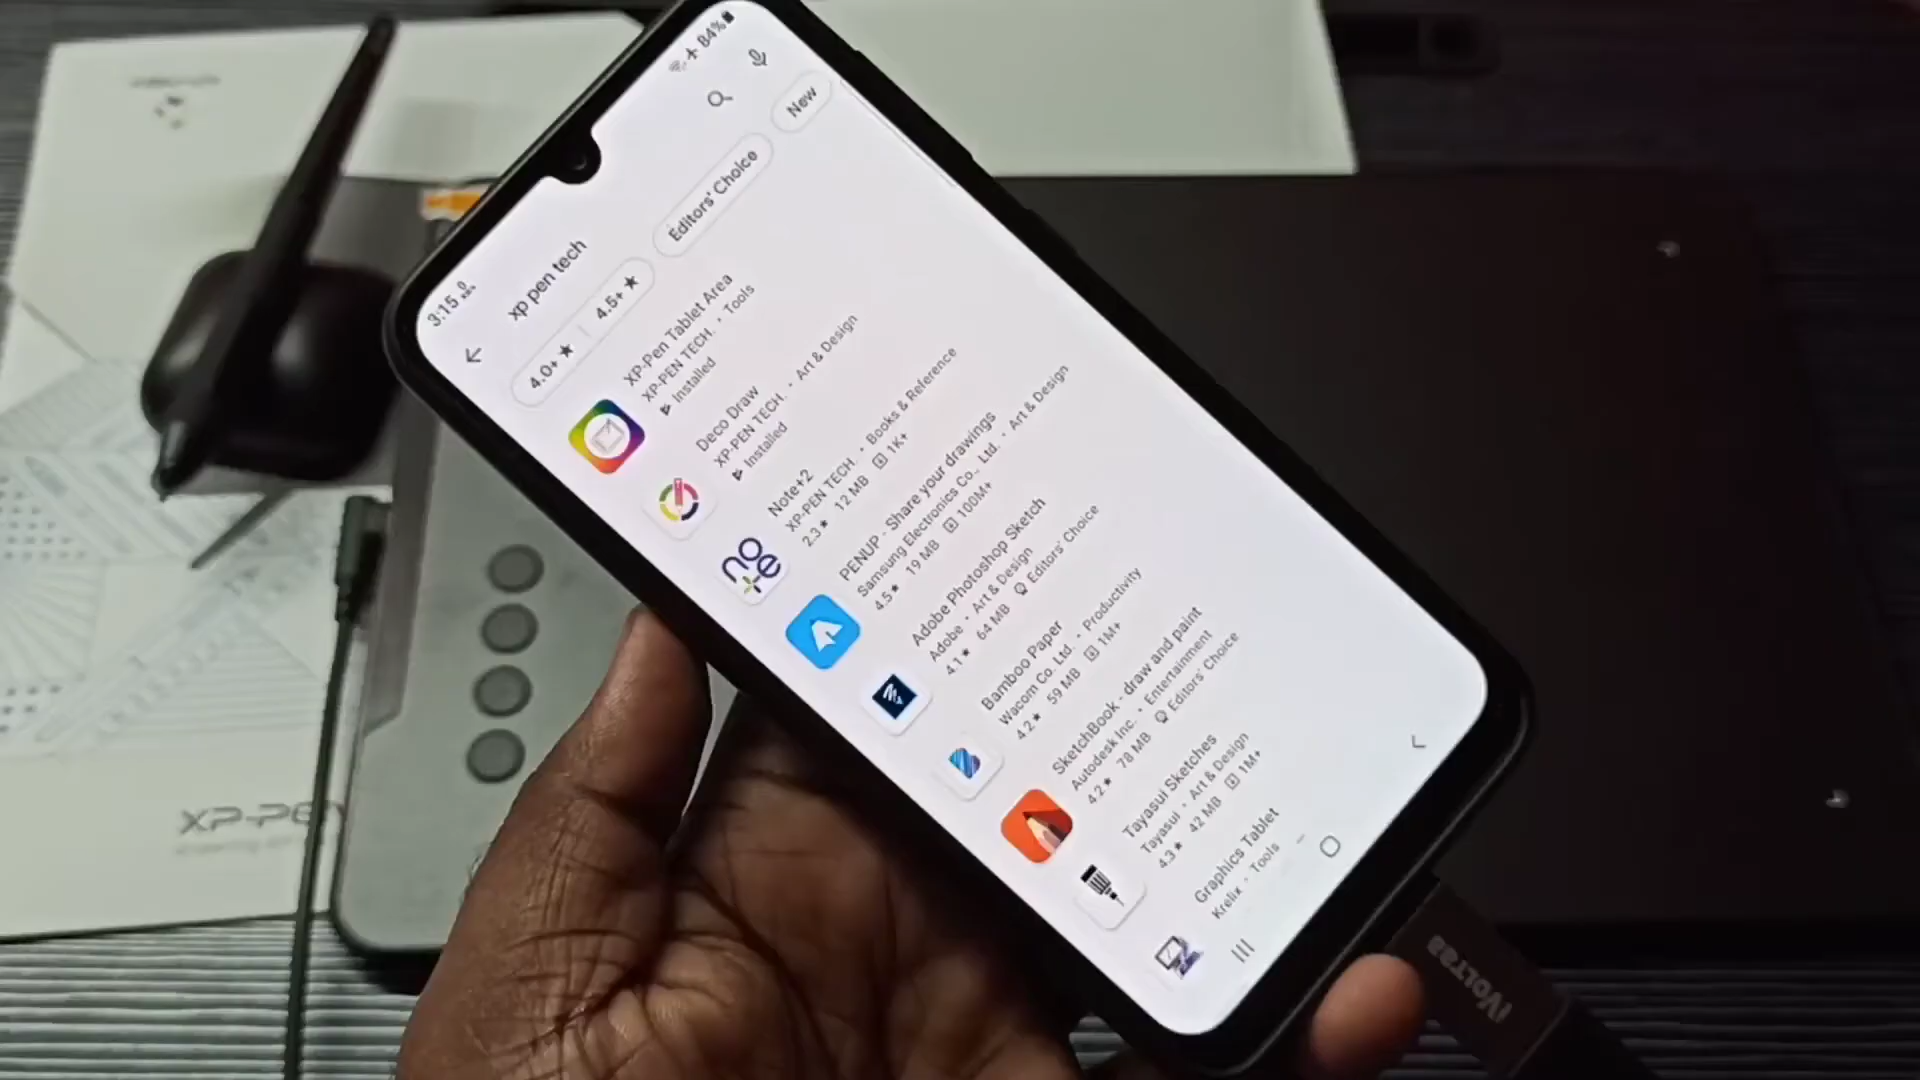 3:15
84%
xp pen tech
4.0+ ★
4.5+ ★
Editors' Choice
New
XP-Pen Tablet Area
XP-PEN TECH. • Tools
Installed
Deco Draw
XP-PEN TECH. • Art & Design
Installed
Note+2
XP-PEN TECH. • Books & Reference
2.3 ★ 12 MB 1K+
PENUP - Share your drawings
Samsung Electronics Co., Ltd. • Art & Design
4.5 ★ 19 MB 100M+
Adobe Photoshop Sketch
Adobe • Art & Design
4.1 ★ 64 MB Editors' Choice
Bamboo Paper
Wacom Co. Ltd. • Productivity
4.2 ★ 59 MB 1M+
SketchBook - draw and paint
Autodesk Inc. • Entertainment
4.2 ★ 78 MB Editors' Choice
Tayasui Sketches
Tayasui • Art & Design
4.3 ★ 42 MB 1M+
Graphics Tablet
Krelix • Tools
note
XP-PE
iVOLTAA